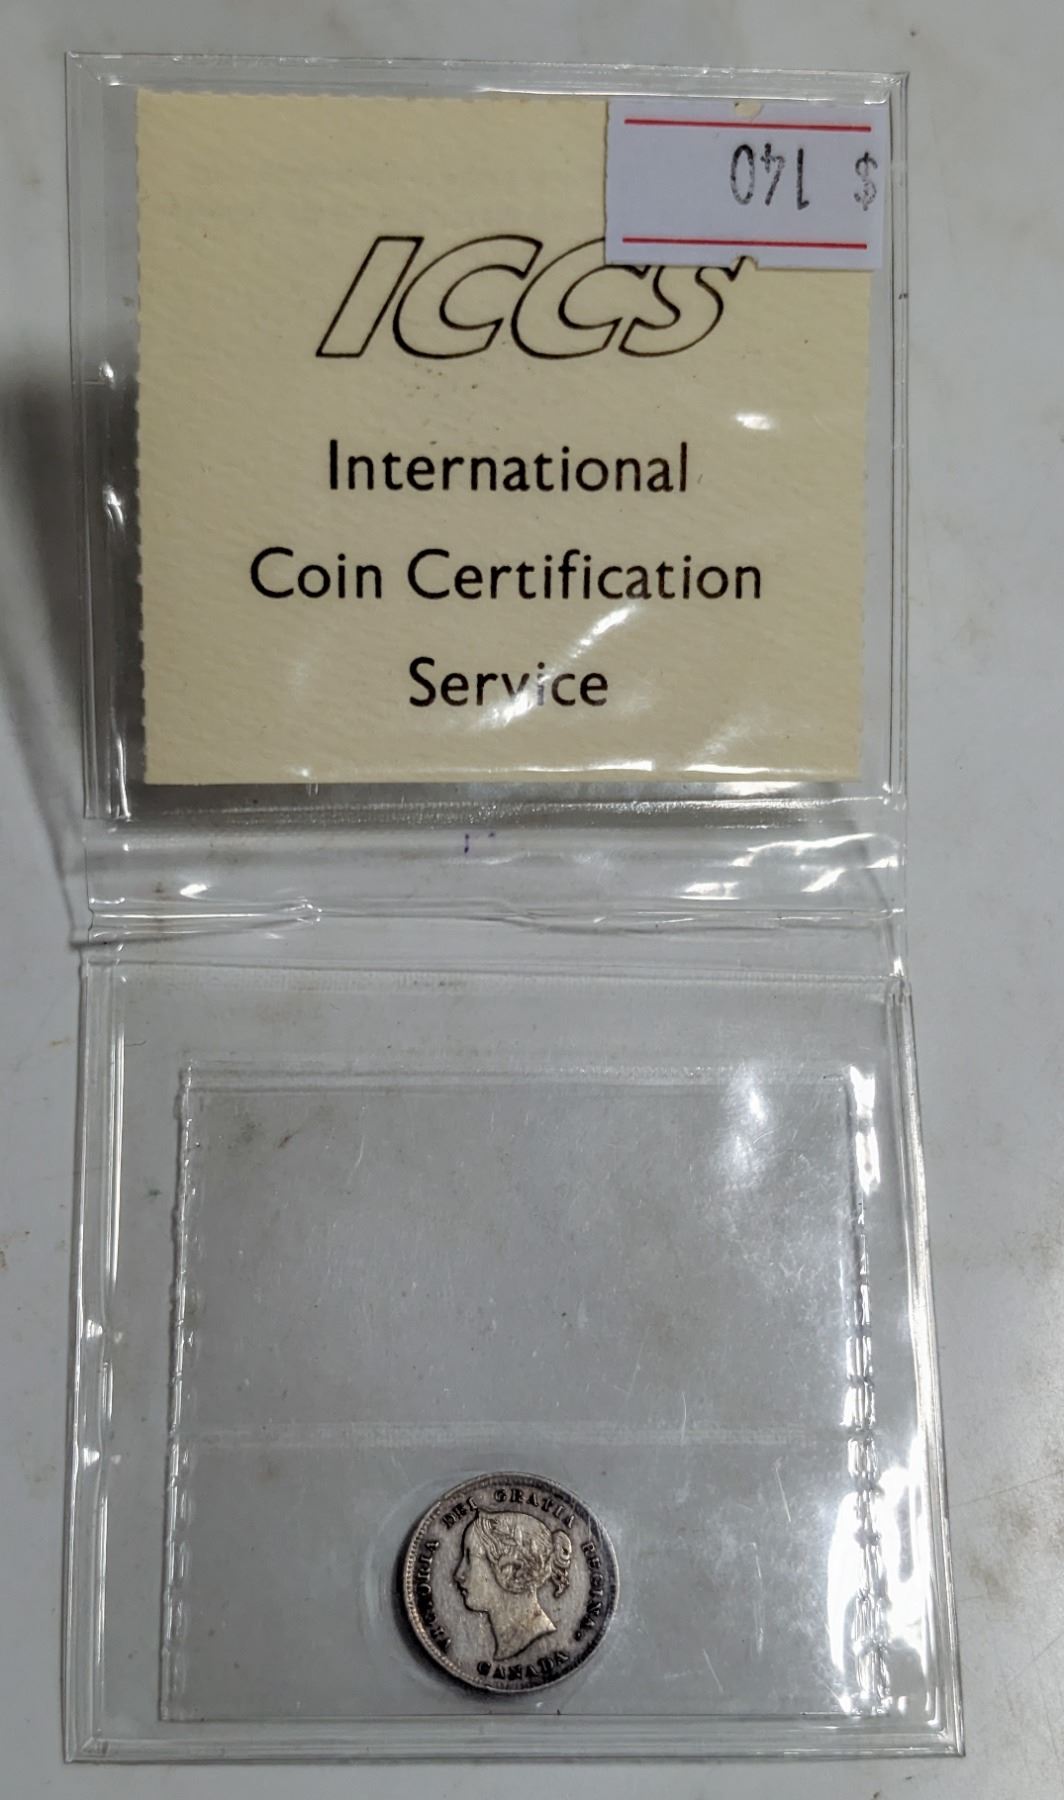 $ 140
ICCS
International
Coin Certification
Service
VICTORIA DEI GRATIA REGINA.
CANADA